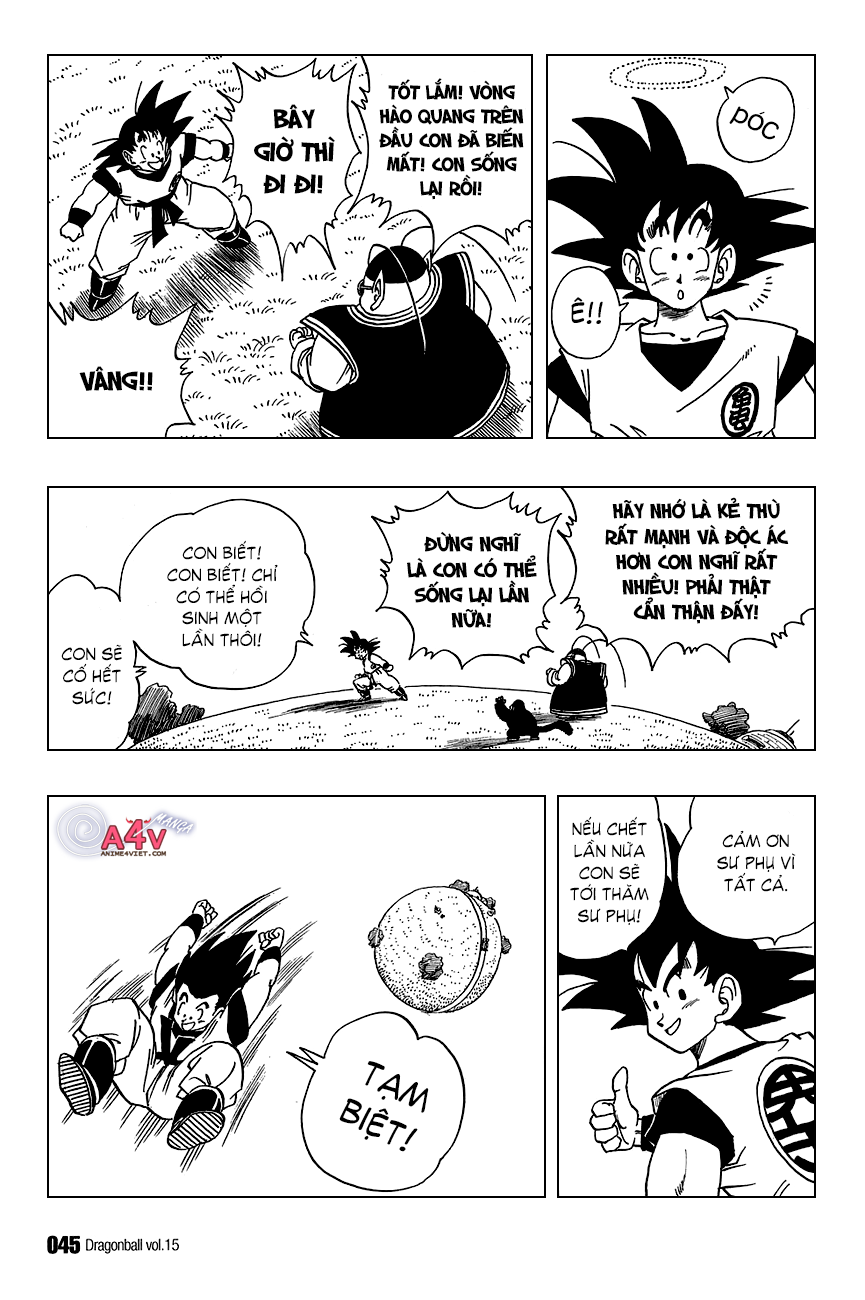 póc
Ê!!
TỐT LẮM! VÒNG
HÀO QUANG TRÊN
ĐẦU CON ĐÃ BIẾN
MẤT! CON SỐNG
LẠI RỒI!
BÂY
GIỜ THÌ
ĐI ĐI!
VÂNG!!
HÃY NHỚ LÀ KẺ THÙ
RẤT MẠNH VÀ ĐỘC ÁC
HƠN CON NGHĨ RẤT
NHIỀU! PHẢI THẬT
CẨN THẬN ĐẤY!
ĐỪNG NGHĨ
LÀ CON CÓ THỂ
SỐNG LẠI LẦN
NỮA!
CON BIẾT!
CON BIẾT! CHỈ
CÓ THỂ HỒI
SINH MỘT
LẦN THÔI!
CON SẼ
CỐ HẾT
SỨC!
CẢM ƠN
SƯ PHỤ VÌ
TẤT CẢ.
NẾU CHẾT
LẦN NỮA
CON SẼ
TỚI THĂM
SƯ PHỤ!
TẠM
BIỆT!
A4V MANGA
ANIME4VIET.COM
045 Dragonball vol.15